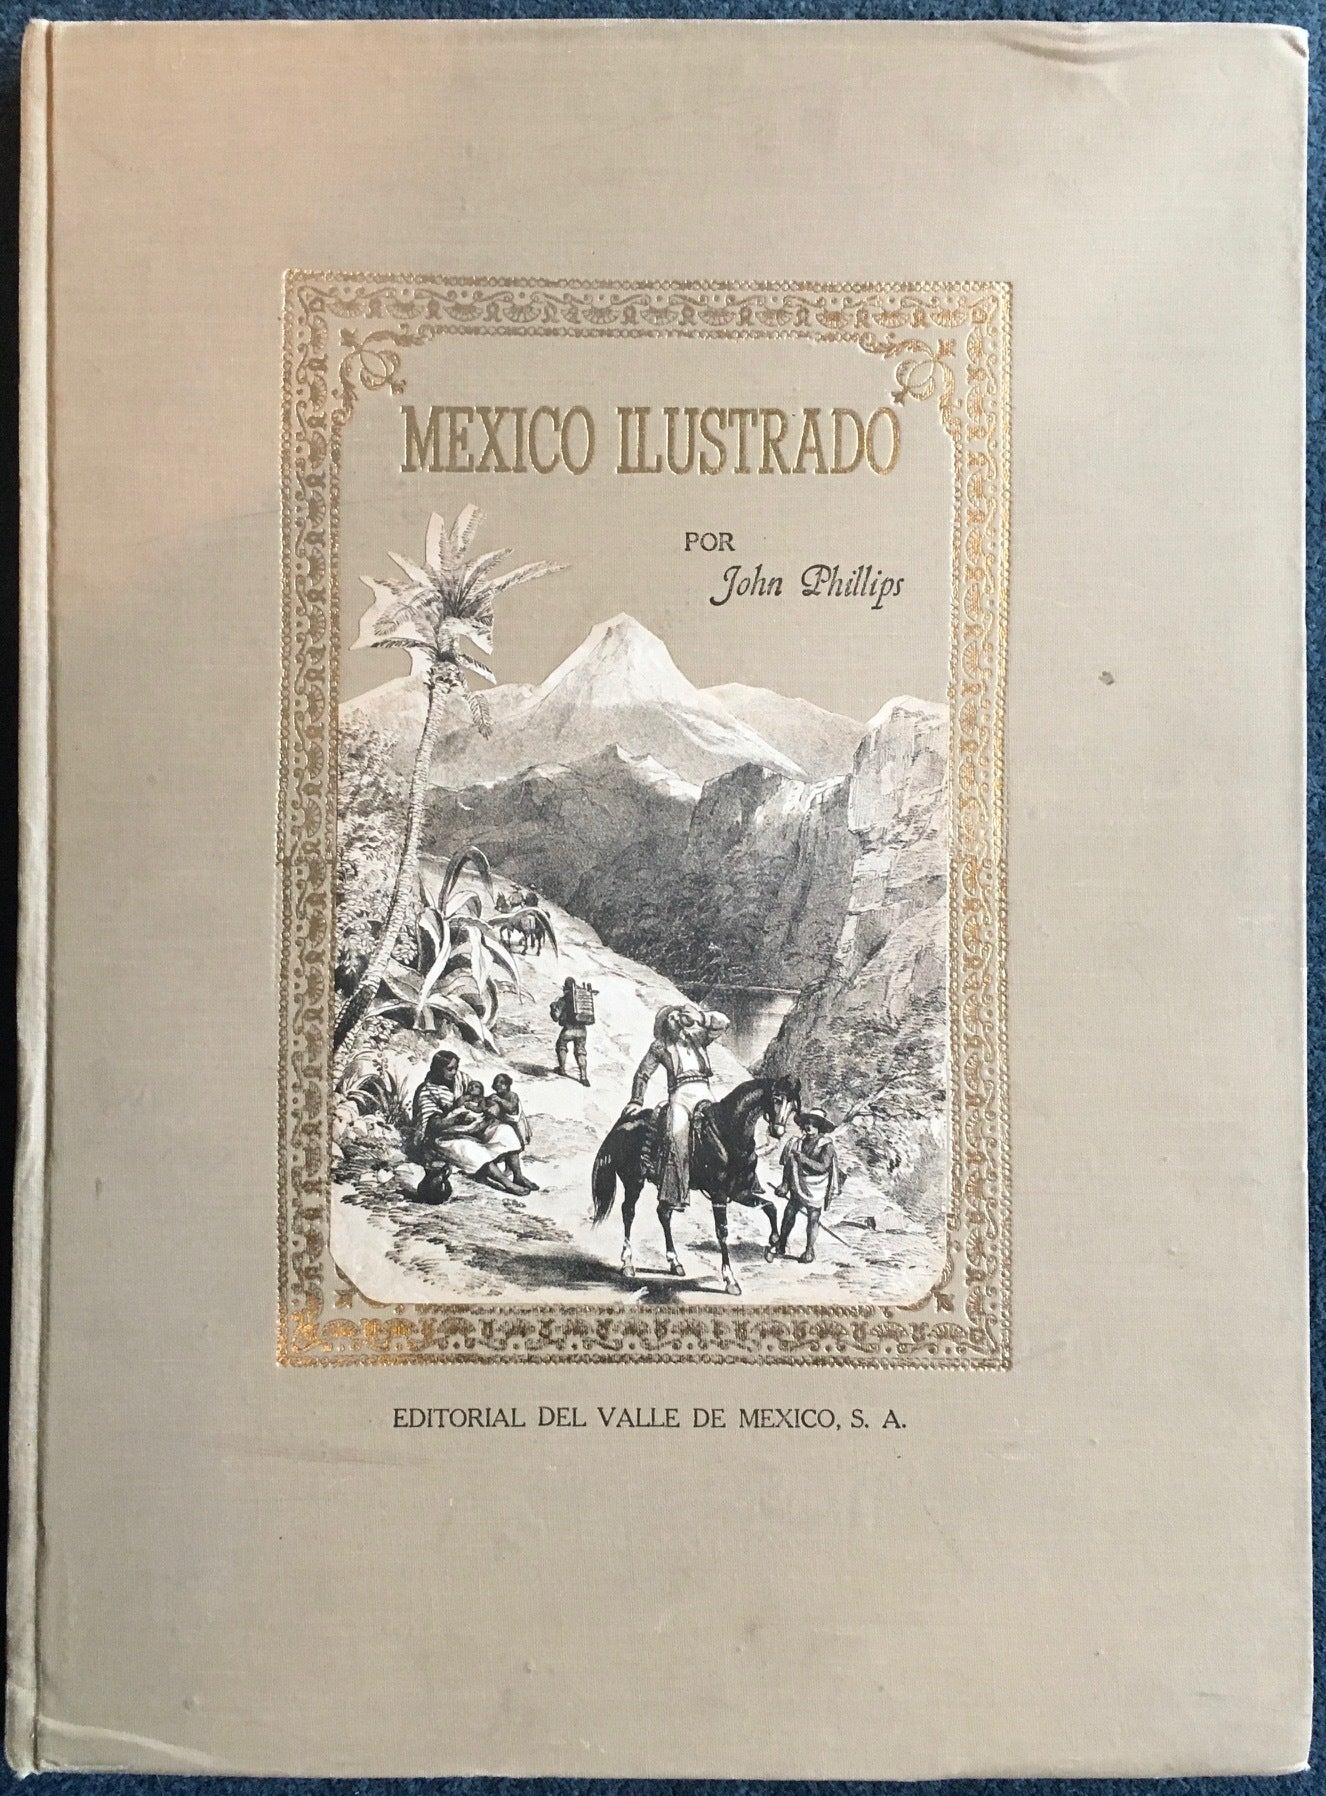 MEXICO ILUSTRADO
POR
John Phillips
EDITORIAL DEL VALLE DE MEXICO, S. A.